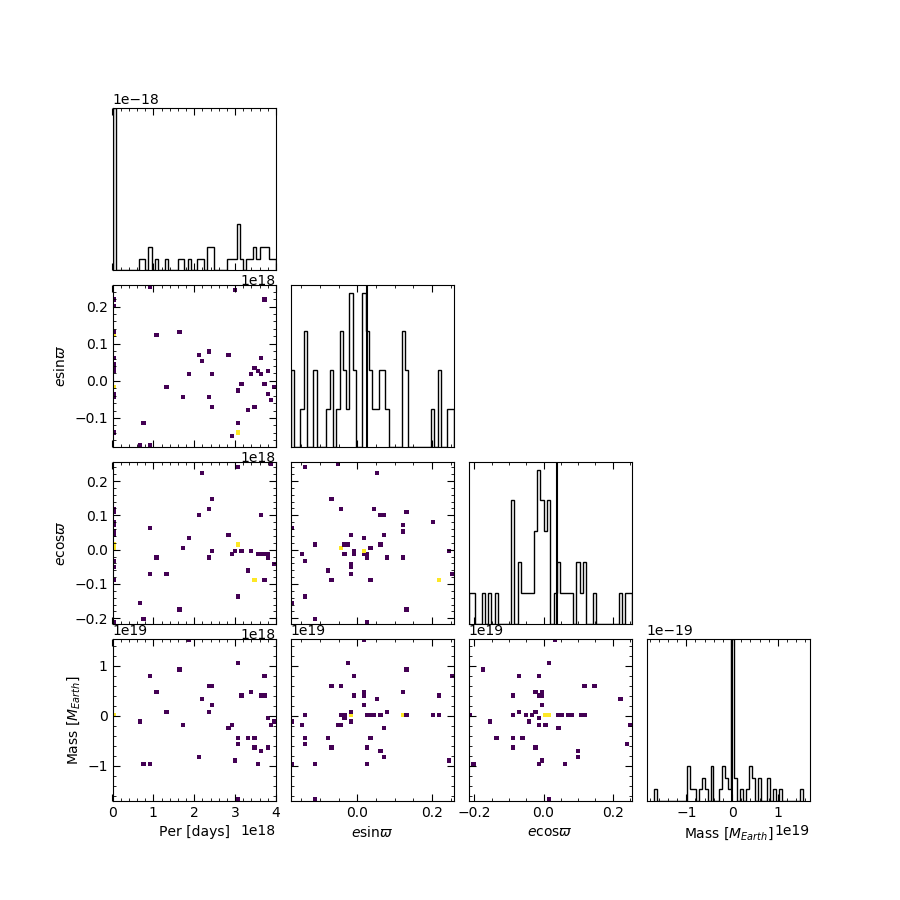 1e−18
1e18
0.2
0.1
0.0
−0.1
esinϖ
1e18
0.2
0.1
0.0
−0.1
−0.2
ecosϖ
1e19 1e18 1e19 1e19 1e−19
1
0
−1
Mass [M_Earth]
0 1 2 3 4 0.0 0.2 −0.2 0.0 0.2 −1 0 1
Per [days] 1e18 esinϖ ecosϖ Mass [M_Earth] 1e19